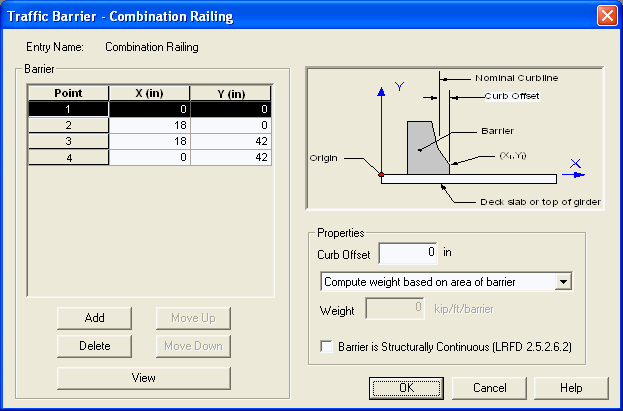 Traffic Barrier - Combination Railing
Entry Name: Combination Railing
Barrier
Point X (in) Y (in)
1 0 0
2 18 0
3 18 42
4 0 42
Add Move Up
Delete Move Down
View
Nominal Curbline
Y Curb Offset
Barrier
Origin (Xi,Yi) X
Deck slab or top of girder
Properties
Curb Offset 0 in
Compute weight based on area of barrier
Weight 0 kip/ft/barrier
Barrier is Structurally Continuous (LRFD 2.5.2.6.2)
OK Cancel Help